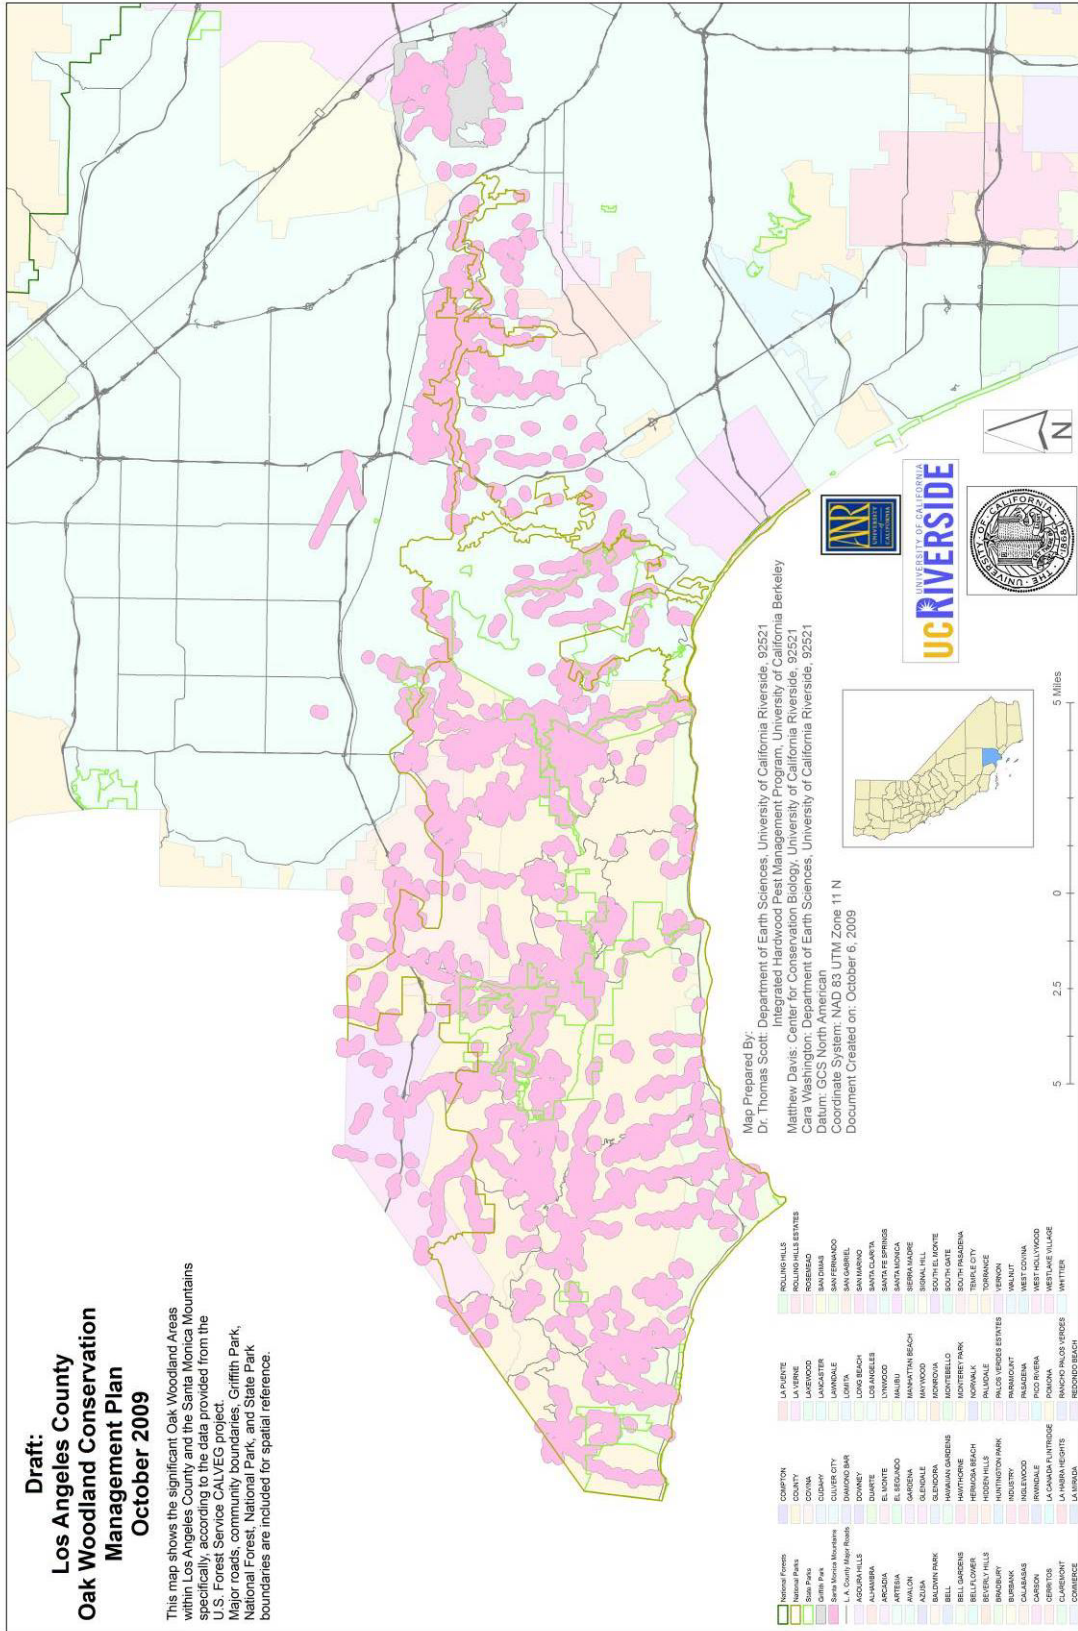 Draft:
Los Angeles County
Oak Woodland Conservation
Management Plan
October 2009
This map shows the significant Oak Woodland Areas
within Los Angeles County and the Santa Monica Mountains
specifically, according to the data provided from the
U.S. Forest Service CALVEG project.
Major roads, community boundaries, Griffith Park,
National Forest, National Park, and State Park
boundaries are included for spatial reference.
Map Prepared By:
Dr. Thomas Scott: Department of Earth Sciences, University of California Riverside, 92521
Integrated Hardwood Pest Management Program, University of California Berkeley
Matthew Davis: Center for Conservation Biology, University of California Riverside, 92521
Cara Washington: Department of Earth Sciences, University of California Riverside, 92521
Datum: GCS North American
Coordinate System: NAD 83 UTM Zone 11 N
Document Created on: October 6, 2009
ANR
UNIVERSITY
of
CALIFORNIA
UNIVERSITY OF CALIFORNIA
UCRIVERSIDE
THE UNIVERSITY OF CALIFORNIA
1868
N
5 2.5 0 5 Miles
National Forests
National Parks
State Parks
Griffith Park
Santa Monica Mountains
L. A. County Major Roads
AGOURA HILLS
ALHAMBRA
ARCADIA
ARTESIA
AVALON
AZUSA
BALDWIN PARK
BELL
BELL GARDENS
BELLFLOWER
BEVERLY HILLS
BRADBURY
BURBANK
CALABASAS
CARSON
CERRITOS
CLAREMONT
COMMERCE
COMPTON
COUNTY
COVINA
CUDAHY
CULVER CITY
DIAMOND BAR
DOWNEY
DUARTE
EL MONTE
EL SEGUNDO
GARDENA
GLENDALE
GLENDORA
HAWAIIAN GARDENS
HAWTHORNE
HERMOSA BEACH
HIDDEN HILLS
HUNTINGTON PARK
INDUSTRY
INGLEWOOD
IRWINDALE
LA CANADA FLINTRIDGE
LA HABRA HEIGHTS
LA MIRADA
LA PUENTE
LA VERNE
LAKEWOOD
LANCASTER
LAWNDALE
LOMITA
LONG BEACH
LOS ANGELES
LYNWOOD
MALIBU
MANHATTAN BEACH
MAYWOOD
MONROVIA
MONTEBELLO
MONTEREY PARK
NORWALK
PALMDALE
PALOS VERDES ESTATES
PARAMOUNT
PASADENA
PICO RIVERA
POMONA
RANCHO PALOS VERDES
REDONDO BEACH
ROLLING HILLS
ROLLING HILLS ESTATES
ROSEMEAD
SAN DIMAS
SAN FERNANDO
SAN GABRIEL
SAN MARINO
SANTA CLARITA
SANTA FE SPRINGS
SANTA MONICA
SIERRA MADRE
SIGNAL HILL
SOUTH EL MONTE
SOUTH GATE
SOUTH PASADENA
TEMPLE CITY
TORRANCE
VERNON
WALNUT
WEST COVINA
WEST HOLLYWOOD
WESTLAKE VILLAGE
WHITTIER